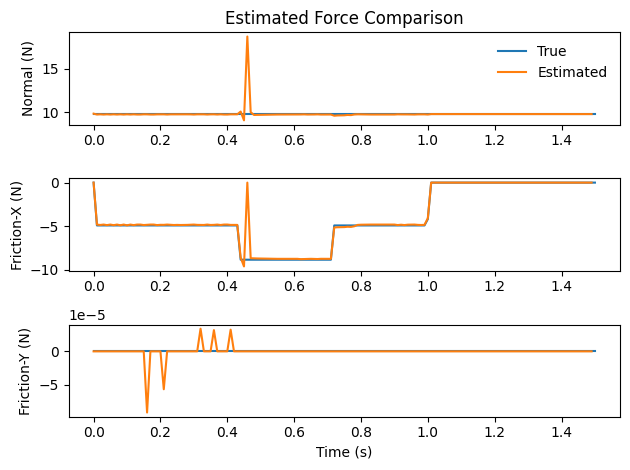 Estimated Force Comparison
Normal (N)
15
10
True
Estimated
0.0 0.2 0.4 0.6 0.8 1.0 1.2 1.4
Friction-X (N)
0
−5
−10
0.0 0.2 0.4 0.6 0.8 1.0 1.2 1.4
1e−5
Friction-Y (N)
0
−5
0.0 0.2 0.4 0.6 0.8 1.0 1.2 1.4
Time (s)